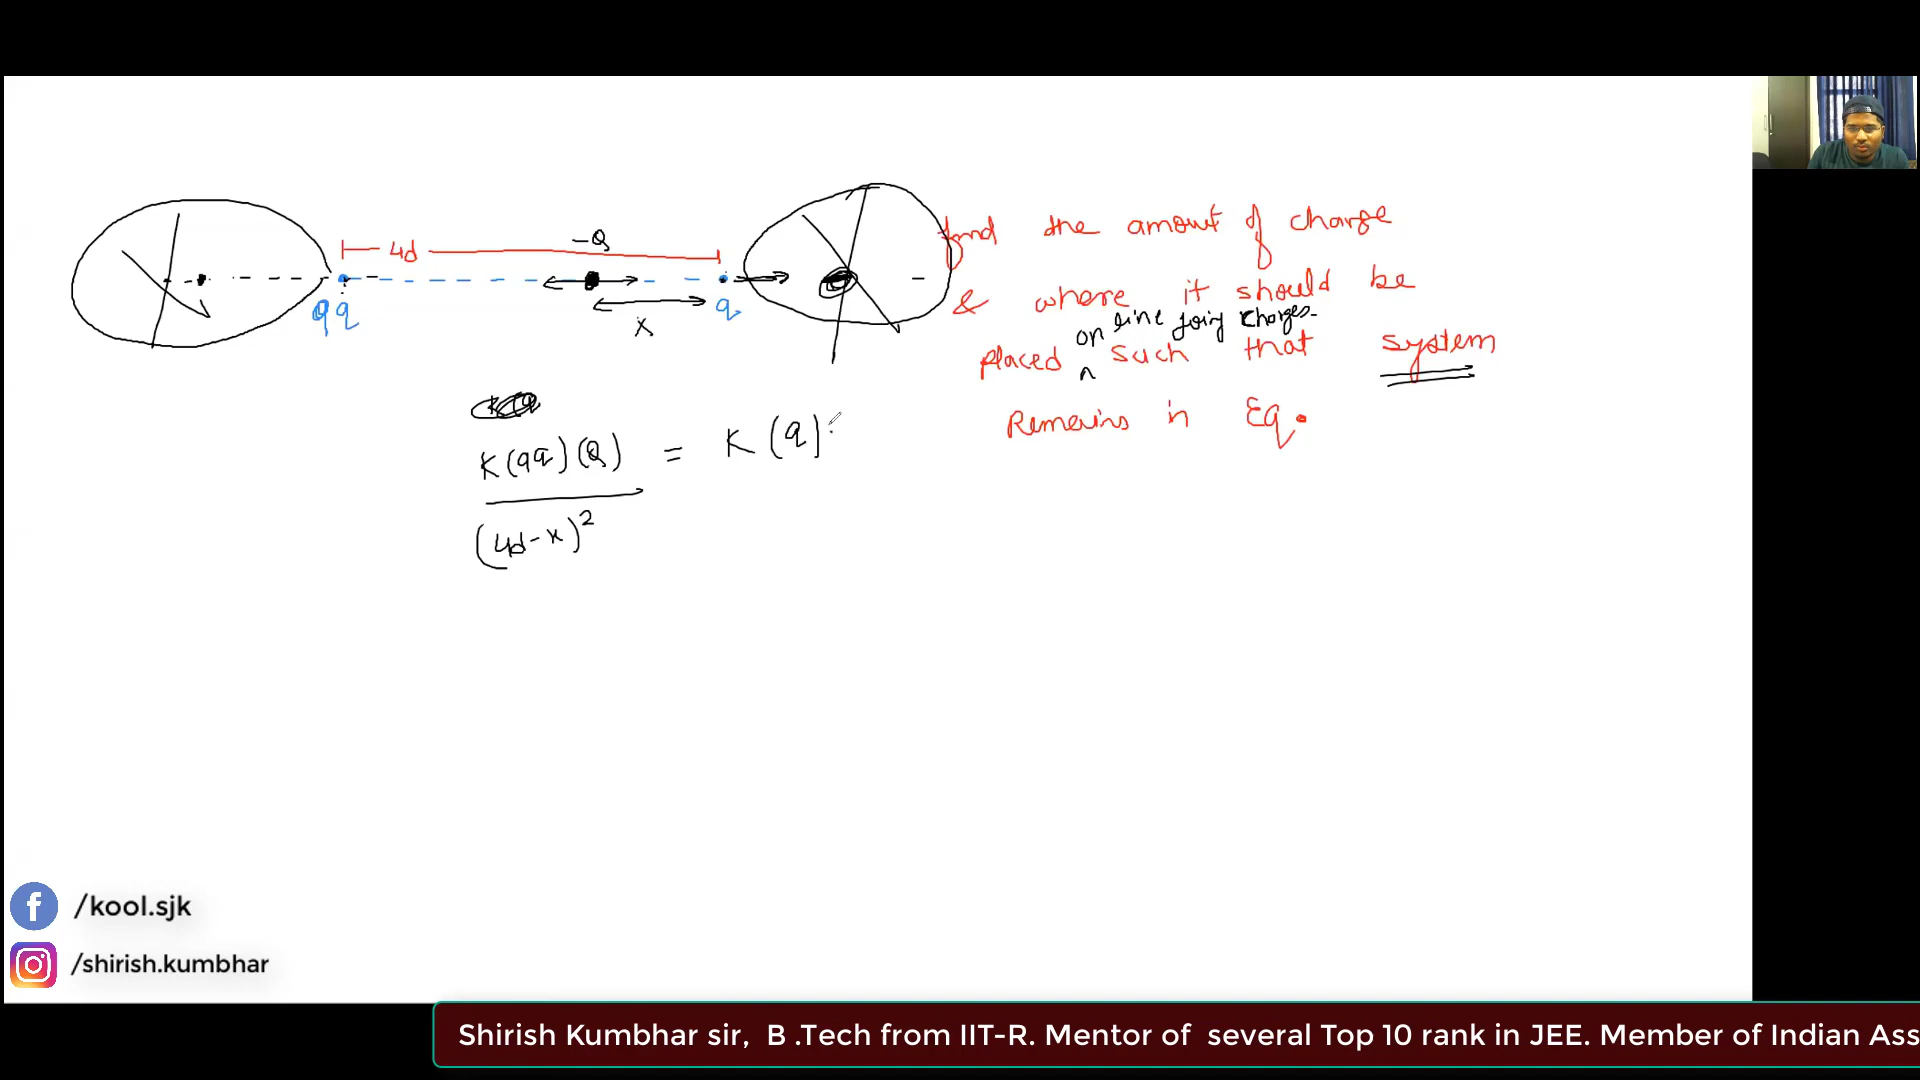 4d
-Q
9q
q
x
find the amount of charge
& where it should be
on line joing charges-
placed ^ such that system
Remains in Eq.
K(9q)(Q) = K(q)
(4d-x)²
/kool.sjk
/shirish.kumbhar
Shirish Kumbhar sir, B .Tech from IIT-R. Mentor of several Top 10 rank in JEE. Member of Indian Ass